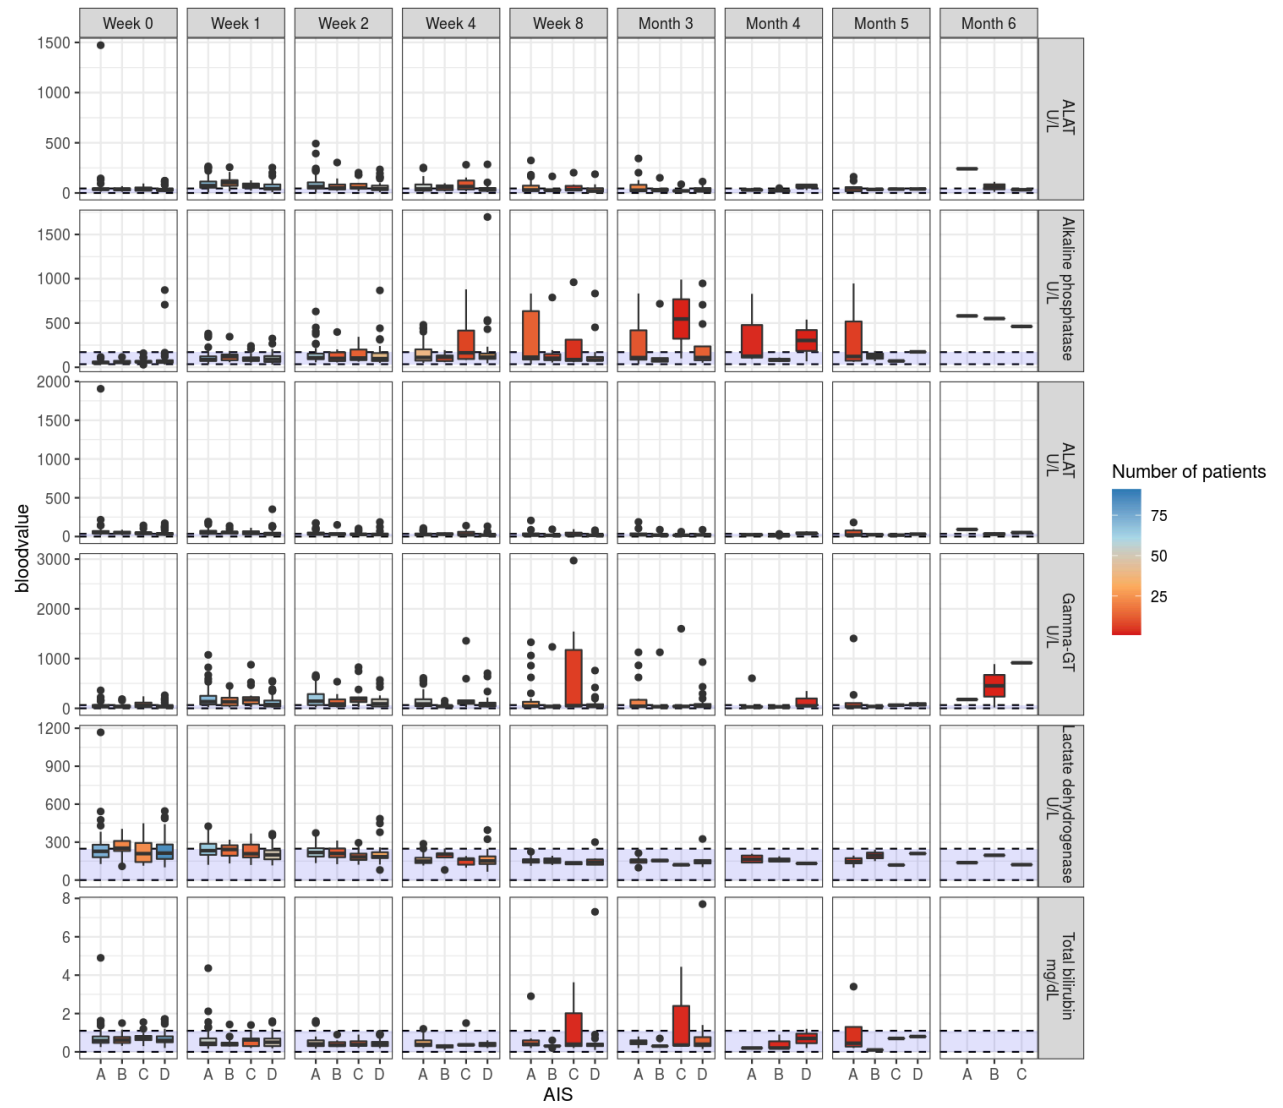 Week 0 Week 1 Week 2 Week 4 Week 8 Month 3 Month 4 Month 5 Month 6
1500
1000
500
0
ALAT
U/L
1500
1000
500
0
Alkaline phosphatase
U/L
2000
1500
1000
500
0
ALAT
U/L
3000
2000
1000
0
Gamma-GT
U/L
1200
900
600
300
0
Lactate dehydrogenase
U/L
8
6
4
2
0
Total bilirubin
mg/dL
bloodvalue
A B C D A B C D A B C D A B C D A B C D A B C D A B D A B C D A B C
AIS
Number of patients
75
50
25